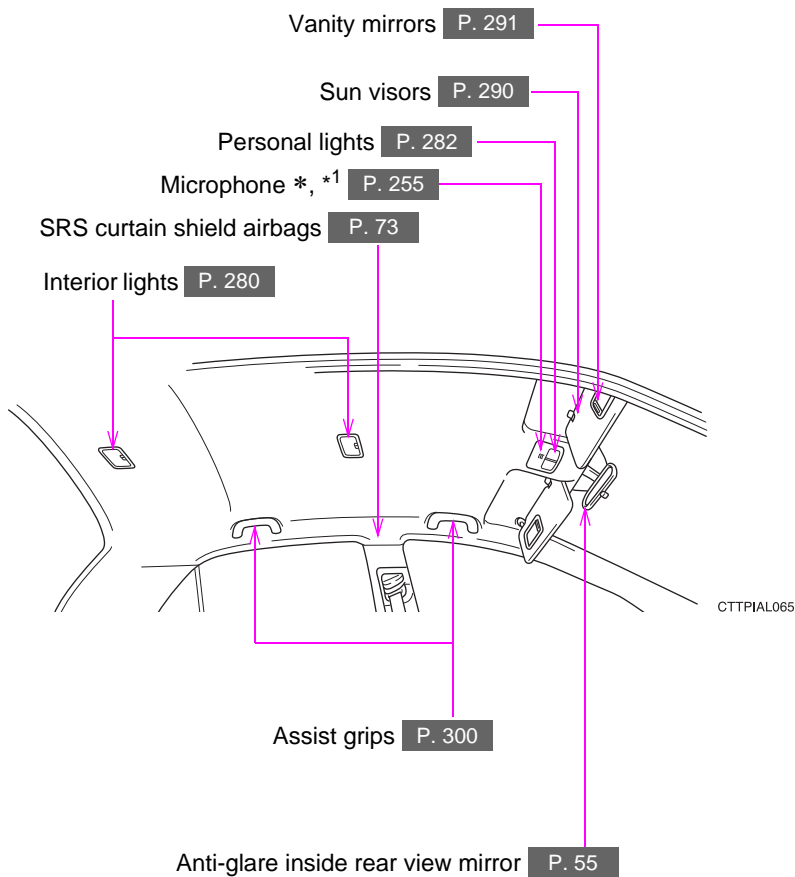 Vanity mirrors P. 291
Sun visors P. 290
Personal lights P. 282
Microphone *, *1 P. 255
SRS curtain shield airbags P. 73
Interior lights P. 280
CTTPIAL065
Assist grips P. 300
Anti-glare inside rear view mirror P. 55